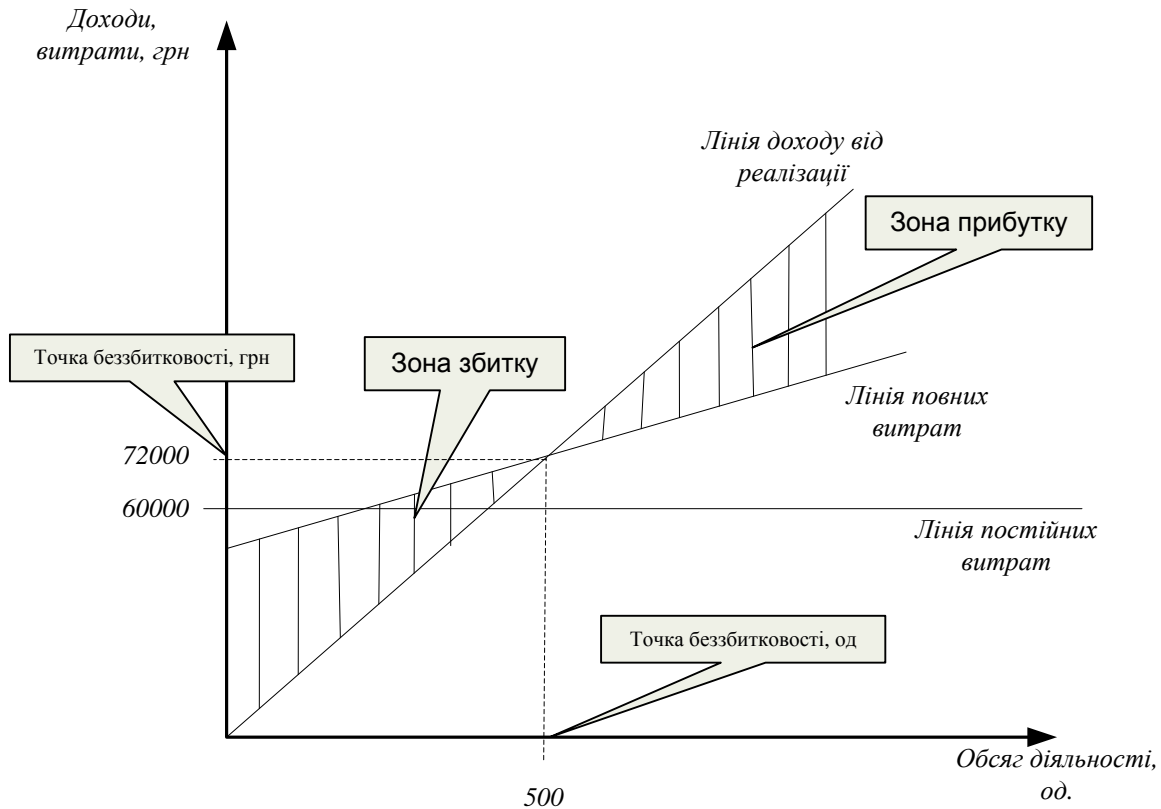 Доходи,
витрати, грн
Лінія доходу від
реалізації
Зона прибутку
Точка беззбитковості, грн
Зона збитку
Лінія повних
витрат
72000
60000
Лінія постійних
витрат
Точка беззбитковості, од
Обсяг діяльності,
од.
500